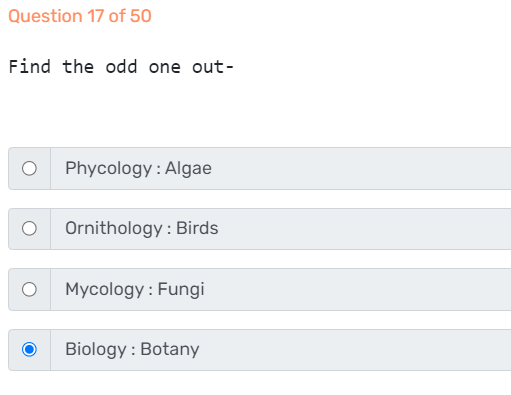 Question 17 of 50
Find the odd one out-
Phycology : Algae
Ornithology : Birds
Mycology : Fungi
Biology : Botany